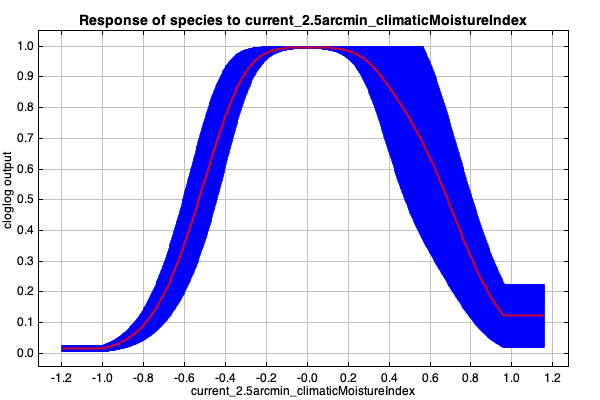 Response of species to current_2.5arcmin_climaticMoistureIndex
1.0
0.9
0.8
0.7
0.6
0.5
0.4
0.3
0.2
0.1
0.0
cloglog output
-1.2 -1.0 -0.8 -0.6 -0.4 -0.2 -0.0 0.2 0.4 0.6 0.8 1.0 1.2
current_2.5arcmin_climaticMoistureIndex